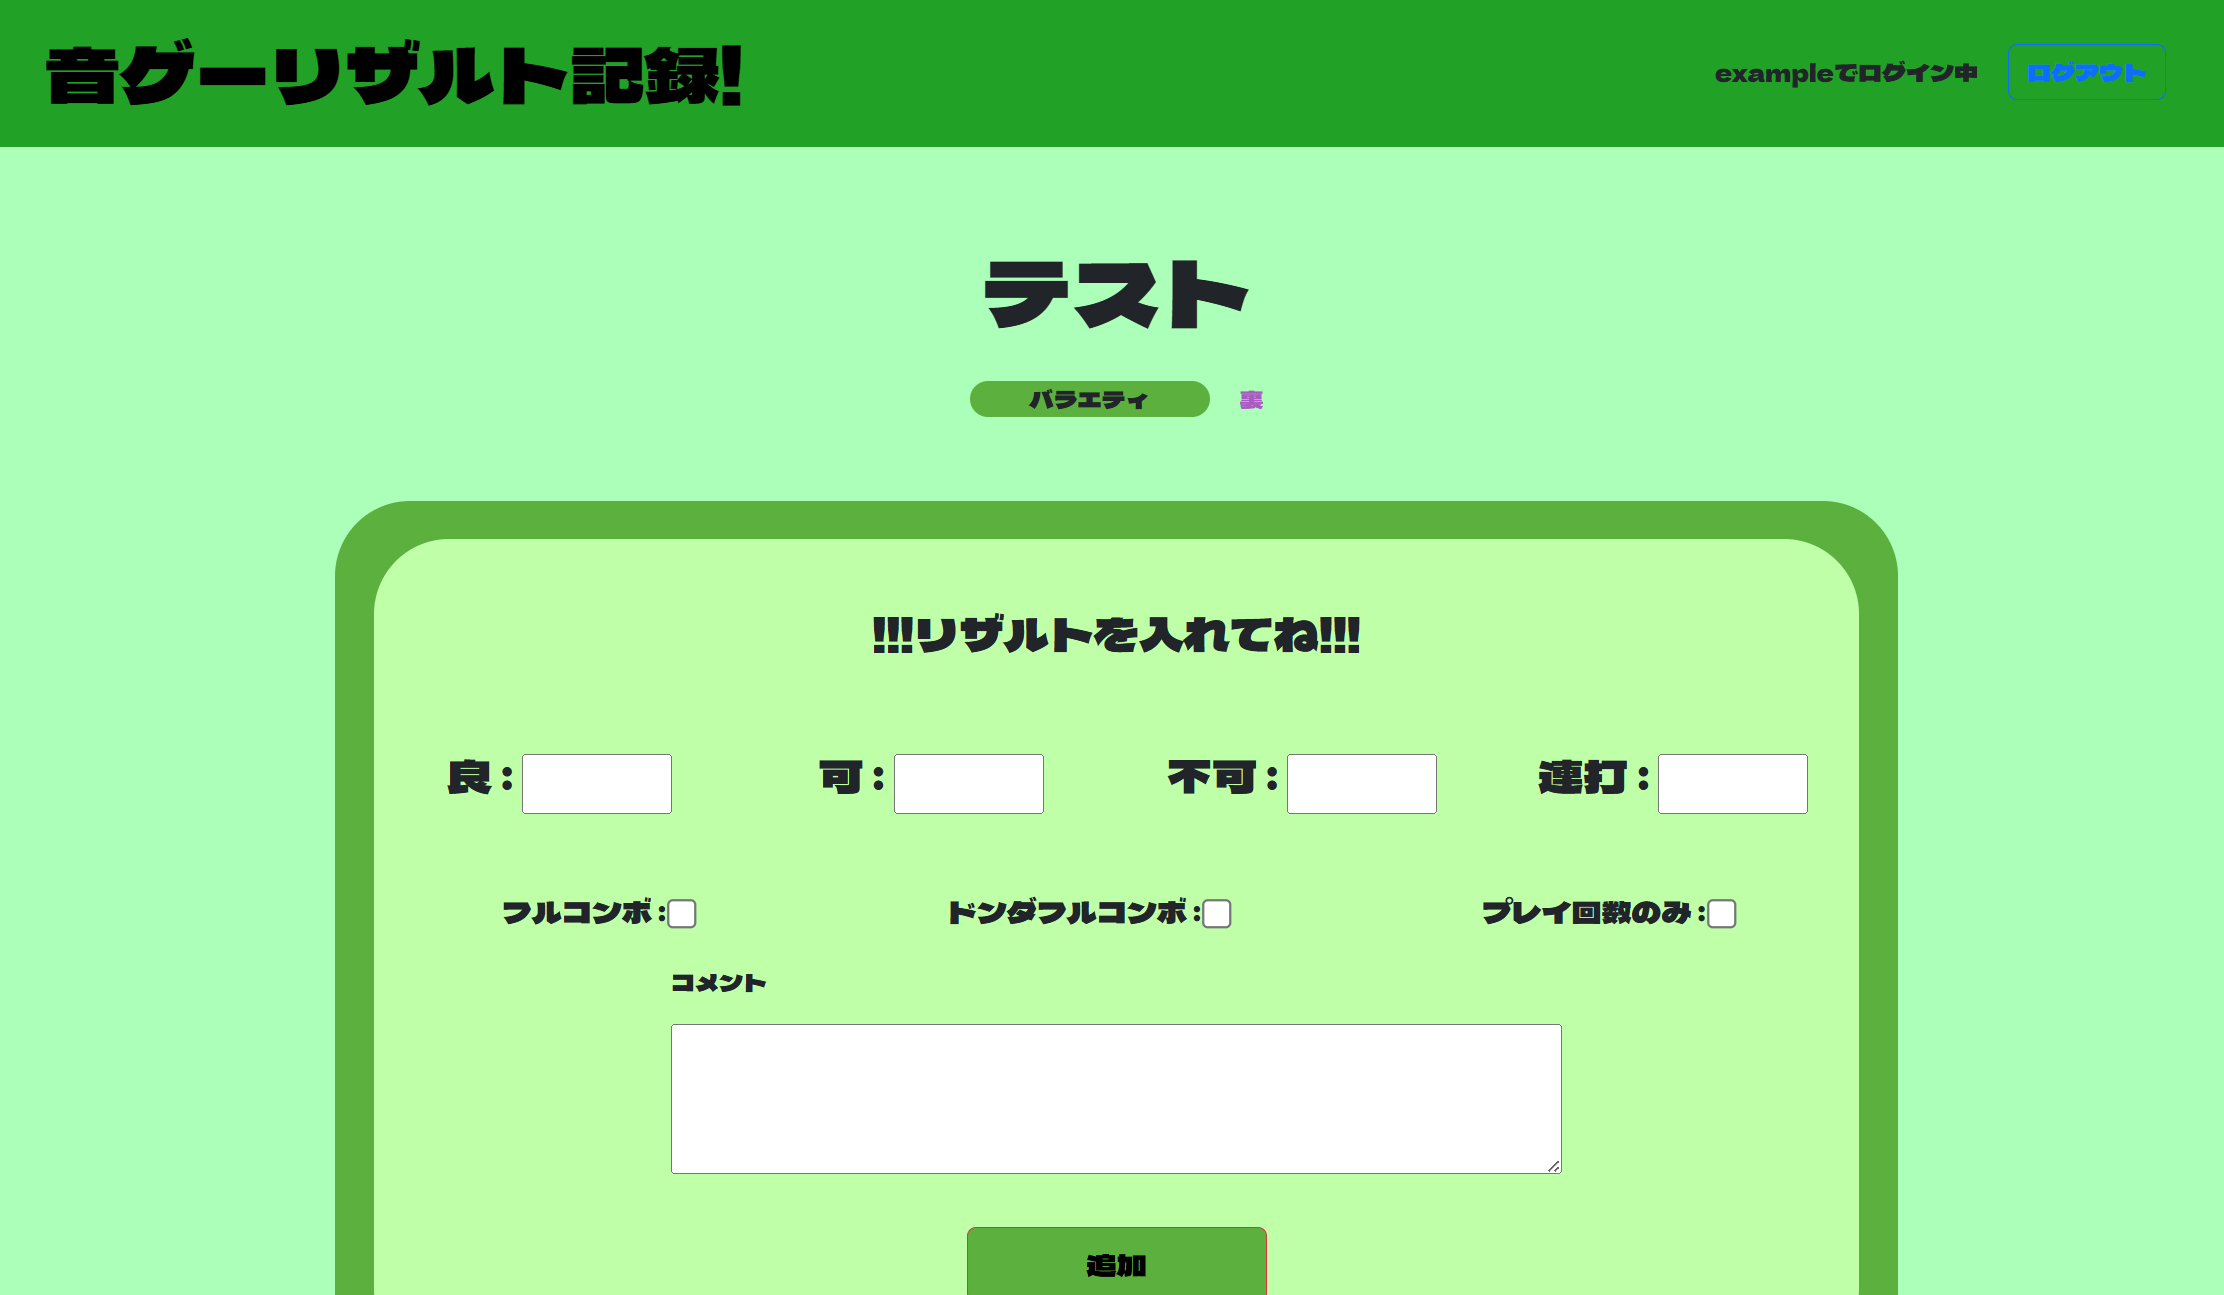 音ゲーリザルト記録!
exampleでログイン中 ログアウト
テスト
バラエティ 裏
!!!リザルトを入れてね!!!
良: 可: 不可: 連打:
フルコンボ: ドンダフルコンボ: プレイ回数のみ:
コメント
追加